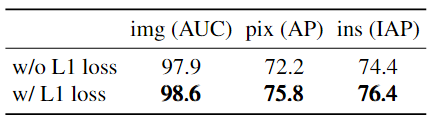 img (AUC) pix (AP) ins (IAP)
w/o L1 loss 97.9 72.2 74.4
w/ L1 loss 98.6 75.8 76.4